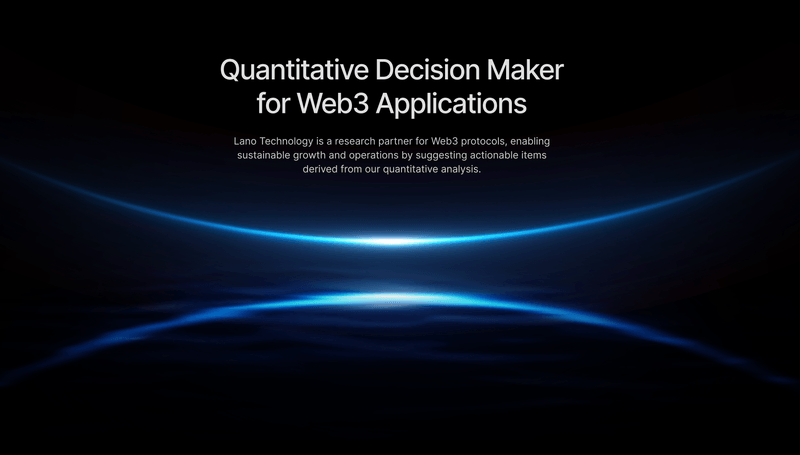 Quantitative Decision Maker
for Web3 Applications
Lano Technology is a research partner for Web3 protocols, enabling
sustainable growth and operations by suggesting actionable items
derived from our quantitative analysis.